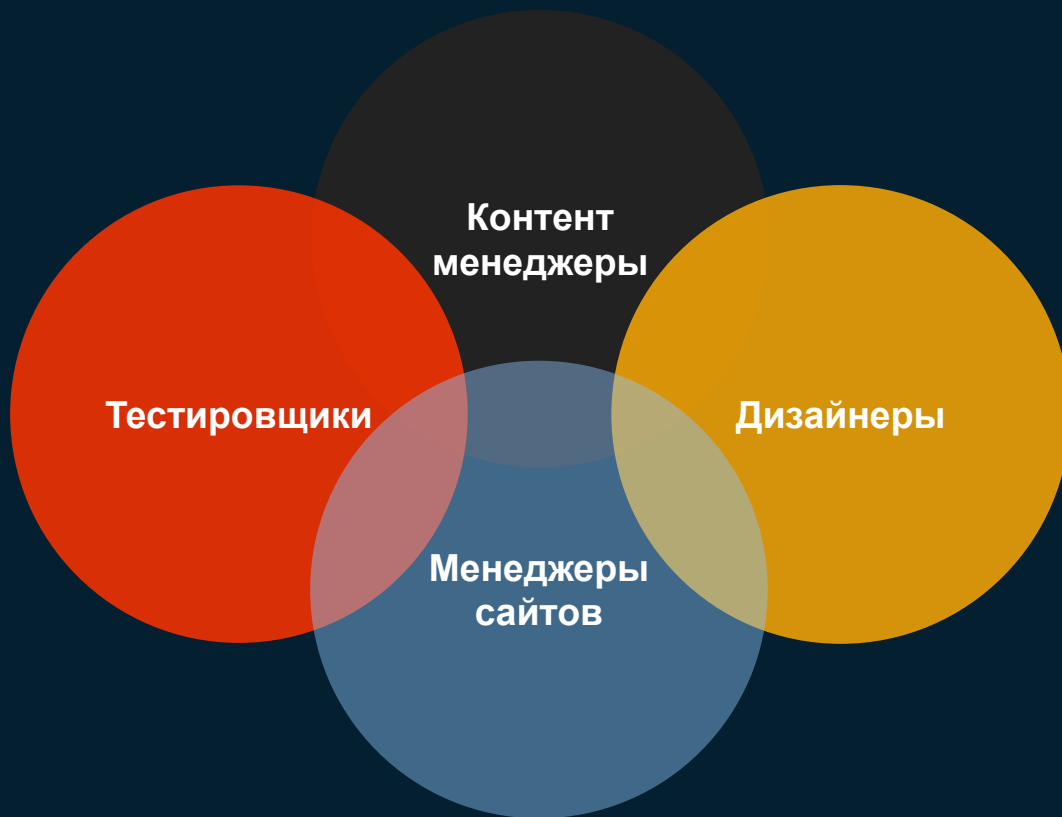 Контент
менеджеры
Тестировщики
Дизайнеры
Менеджеры
сайтов